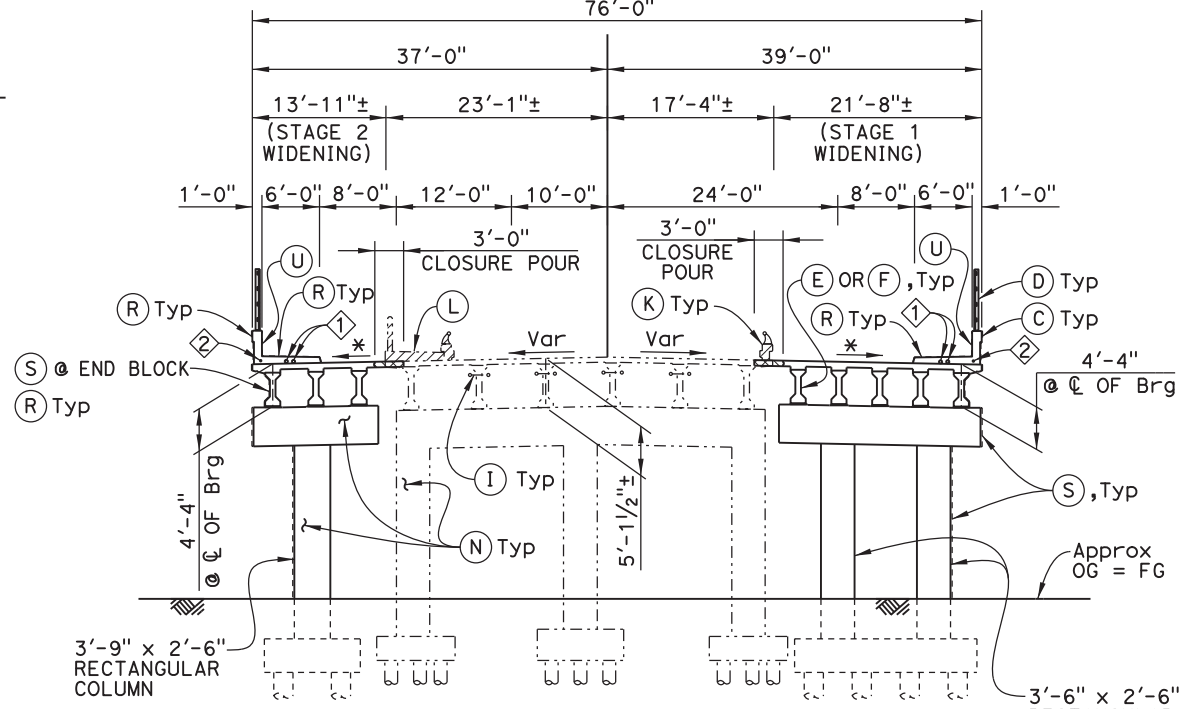 76'-0"
37'-0"
39'-0"
13'-11"±
23'-1"±
17'-4"±
21'-8"±
(STAGE 2
WIDENING)
(STAGE 1
WIDENING)
1'-0"
6'-0"
8'-0"
12'-0"
10'-0"
24'-0"
8'-0"
6'-0"
1'-0"
3'-0"
CLOSURE POUR
3'-0"
CLOSURE
POUR
U
R Typ
R Typ
L
K Typ
E OR F ,Typ
U
D Typ
R Typ
C Typ
1
1
2
2
*
Var
Var
*
S @ END BLOCK
R Typ
4'-4"
@ ℄ OF Brg
I Typ
S ,Typ
4'-4"
@ ℄ OF Brg
N Typ
5'-1 1/2"±
Approx
OG = FG
3'-9" x 2'-6"
RECTANGULAR
COLUMN
3'-6" x 2'-6"